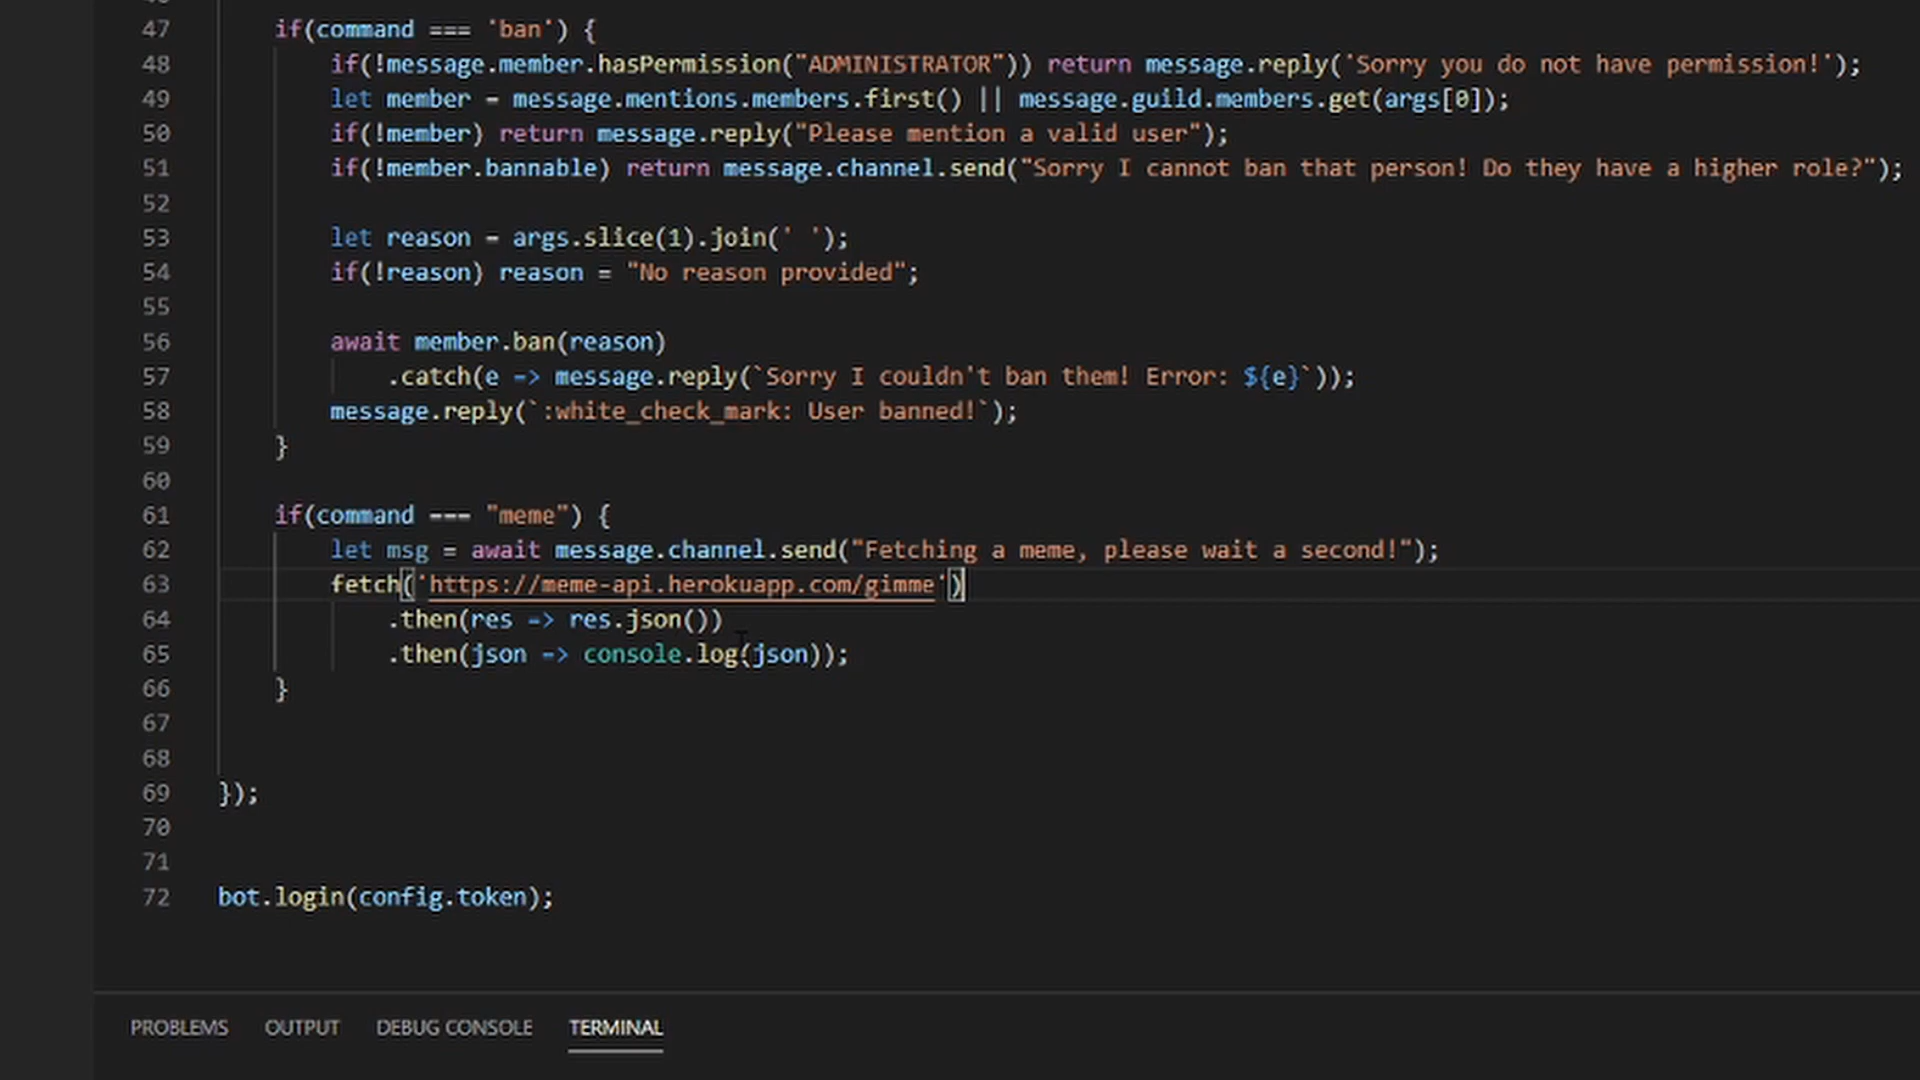 47 if(command === 'ban') {
48 if(!message.member.hasPermission("ADMINISTRATOR")) return message.reply('Sorry you do not have permission!');
49 let member = message.mentions.members.first() || message.guild.members.get(args[0]);
50 if(!member) return message.reply("Please mention a valid user");
51 if(!member.bannable) return message.channel.send("Sorry I cannot ban that person! Do they have a higher role?");
52
53 let reason = args.slice(1).join(' ');
54 if(!reason) reason = "No reason provided";
55
56 await member.ban(reason)
57 .catch(e => message.reply(`Sorry I couldn't ban them! Error: ${e}`));
58 message.reply(`:white_check_mark: User banned!`);
59 }
60
61 if(command === "meme") {
62 let msg = await message.channel.send("Fetching a meme, please wait a second!");
63 fetch('https://meme-api.herokuapp.com/gimme')
64 .then(res => res.json())
65 .then(json => console.log(json));
66 }
67
68
69 });
70
71
72 bot.login(config.token);
PROBLEMS OUTPUT DEBUG CONSOLE TERMINAL